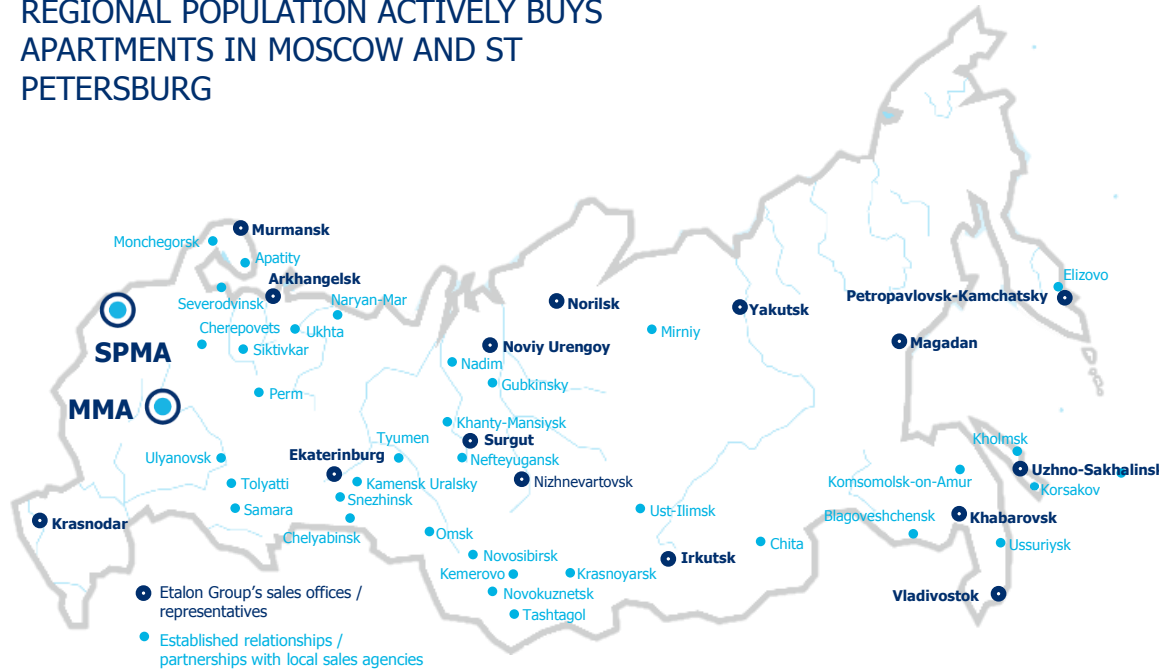 REGIONAL POPULATION ACTIVELY BUYS
APARTMENTS IN MOSCOW AND ST
PETERSBURG
Murmansk
Monchegorsk
Apatity
Arkhangelsk
Severodvinsk
Naryan-Mar
Cherepovets
Ukhta
Siktivkar
SPMA
Perm
MMA
Norilsk
Noviy Urengoy
Nadim
Gubkinsky
Yakutsk
Mirniy
Elizovo
Petropavlovsk-Kamchatsky
Magadan
Khanty-Mansiysk
Surgut
Tyumen
Nefteyugansk
Ekaterinburg
Nizhnevartovsk
Ulyanovsk
Kamensk Uralsky
Tolyatti
Snezhinsk
Samara
Chelyabinsk
Krasnodar
Omsk
Ust-Ilimsk
Novosibirsk
Kemerovo
Krasnoyarsk
Novokuznetsk
Tashtagol
Irkutsk
Chita
Kholmsk
Uzhno-Sakhalinsl
Komsomolsk-on-Amur
Korsakov
Blagoveshchensk
Khabarovsk
Ussuriysk
Vladivostok
Etalon Group's sales offices /
representatives
Established relationships /
partnerships with local sales agencies